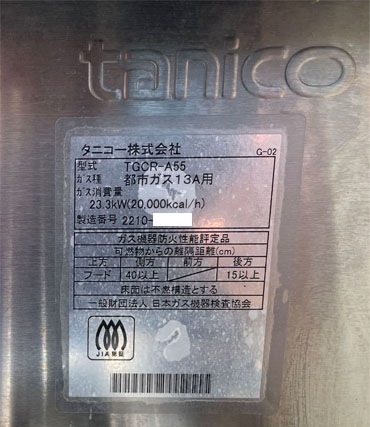 tanico
タニコー株式会社 G-02
型式 TGCR-A55
ガス種 都市ガス13A用
ガス消費量
23.3kW(20,000kcal/h)
製造番号 2210-
ガス機器防火性能評定品
可燃物からの離隔距離(cm)
上方 側方 前方 後方
フード 40以上 15以上
床面は不燃構造とする
一般財団法人 日本ガス機器検査協会
JIA認証